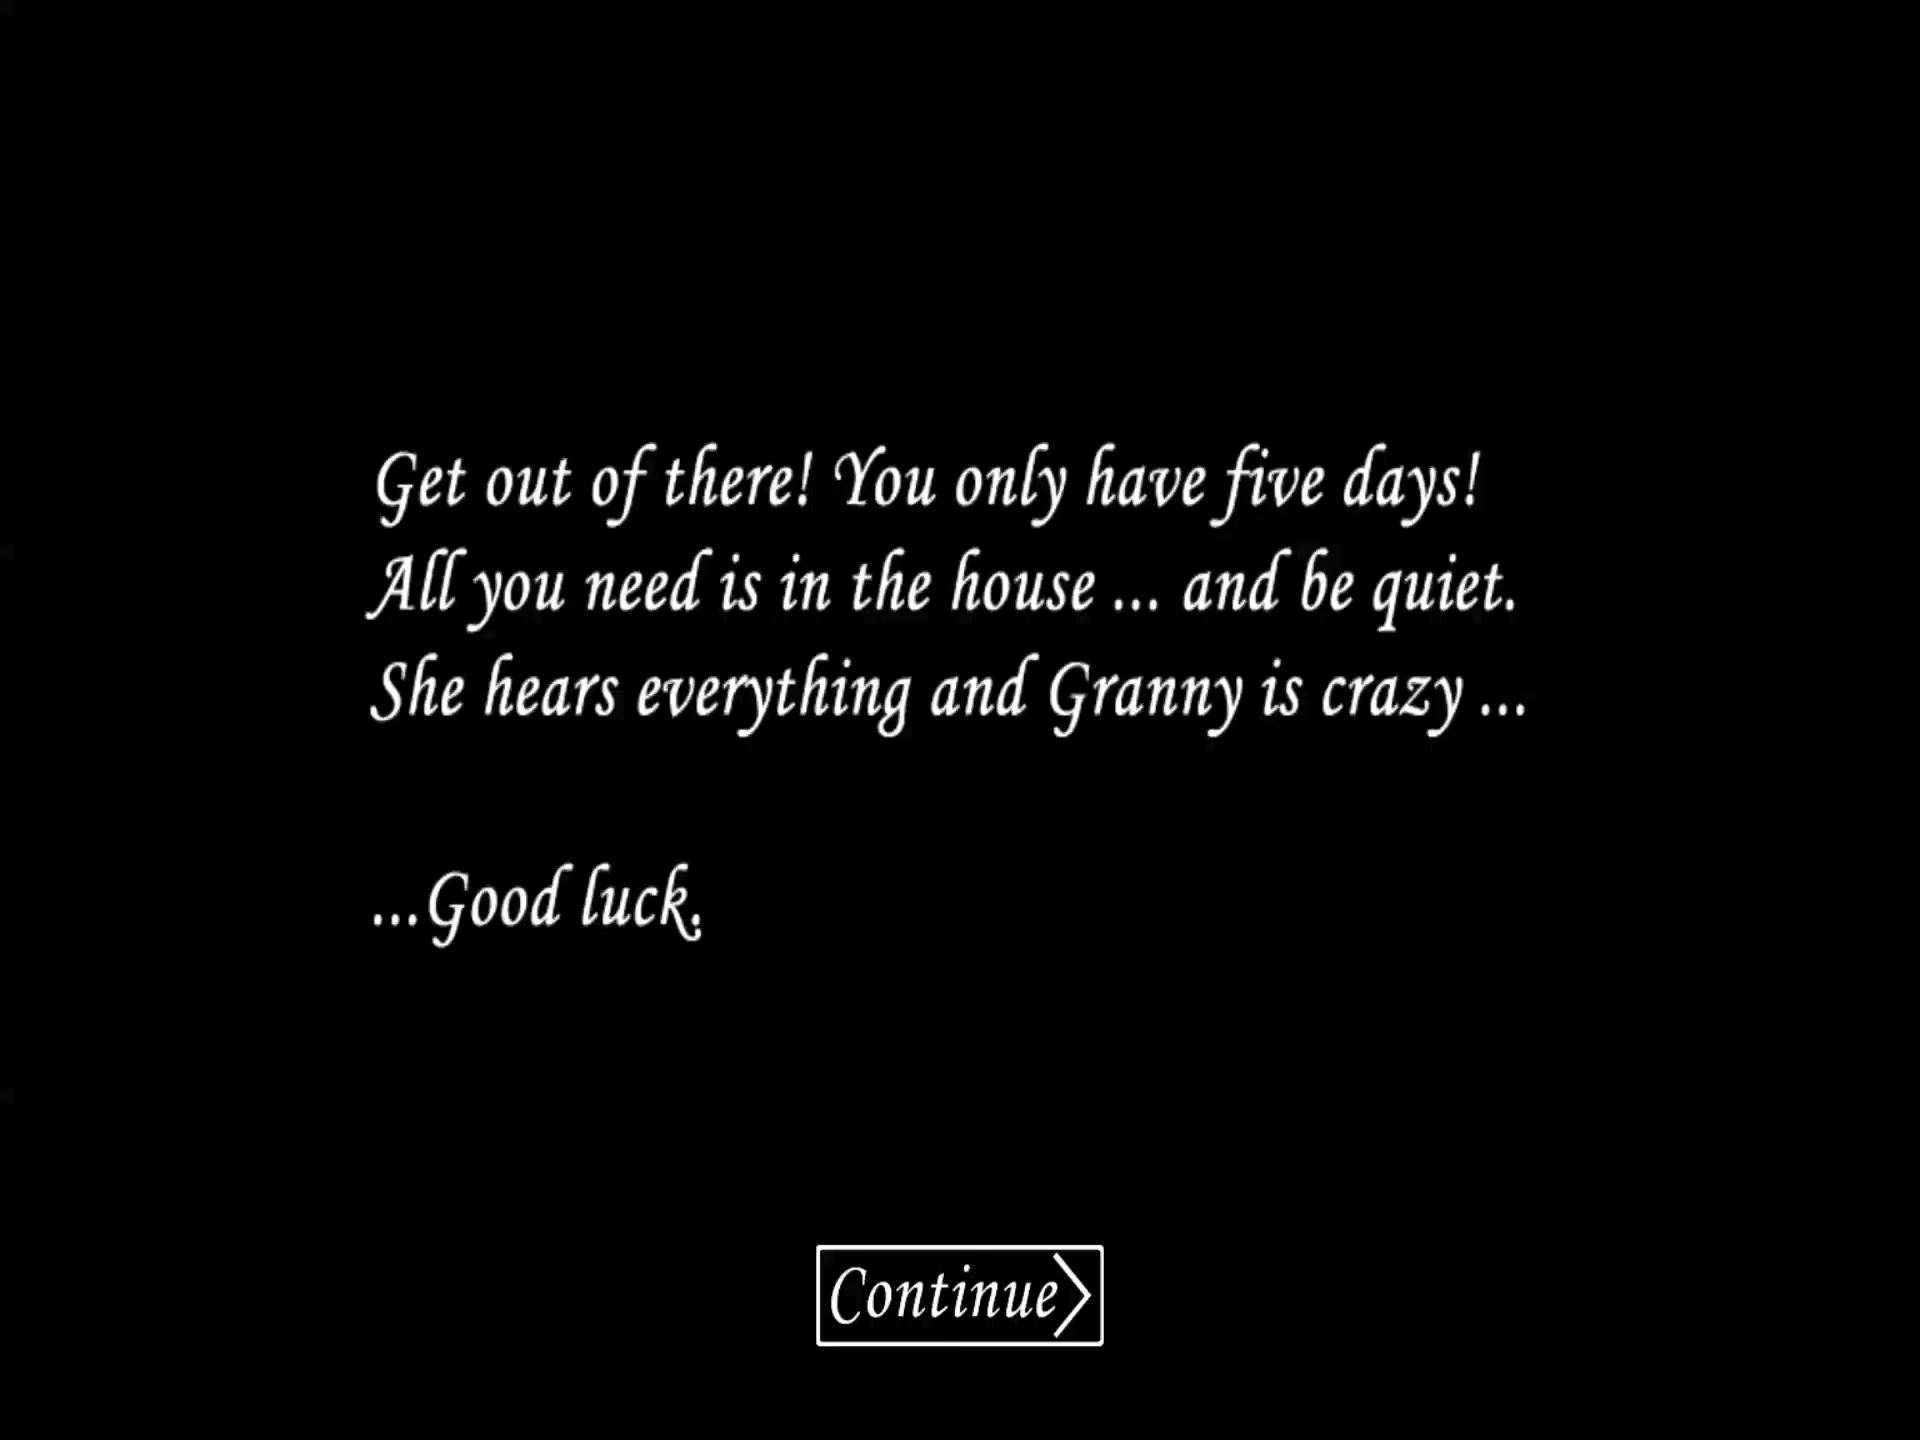 Get out of there! You only have five days!
All you need is in the house ... and be quiet.
She hears everything and Granny is crazy ...
...Good luck.
Continue